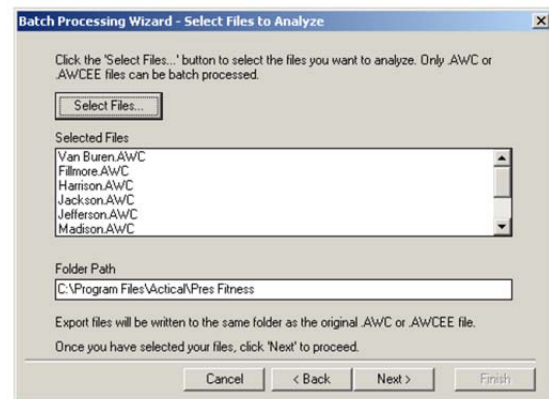 Batch Processing Wizard - Select Files to Analyze
Click the 'Select Files...' button to select the files you want to analyze. Only .AWC or
.AWCEE files can be batch processed.
Select Files...
Selected Files
Van Buren.AWC
Fillmore.AWC
Harrison.AWC
Jackson.AWC
Jefferson.AWC
Madison.AWC
Folder Path
C:\Program Files\Actical\Pres Fitness
Export files will be written to the same folder as the original .AWC or .AWCEE file.
Once you have selected your files, click 'Next' to proceed.
Cancel
< Back
Next >
Finish